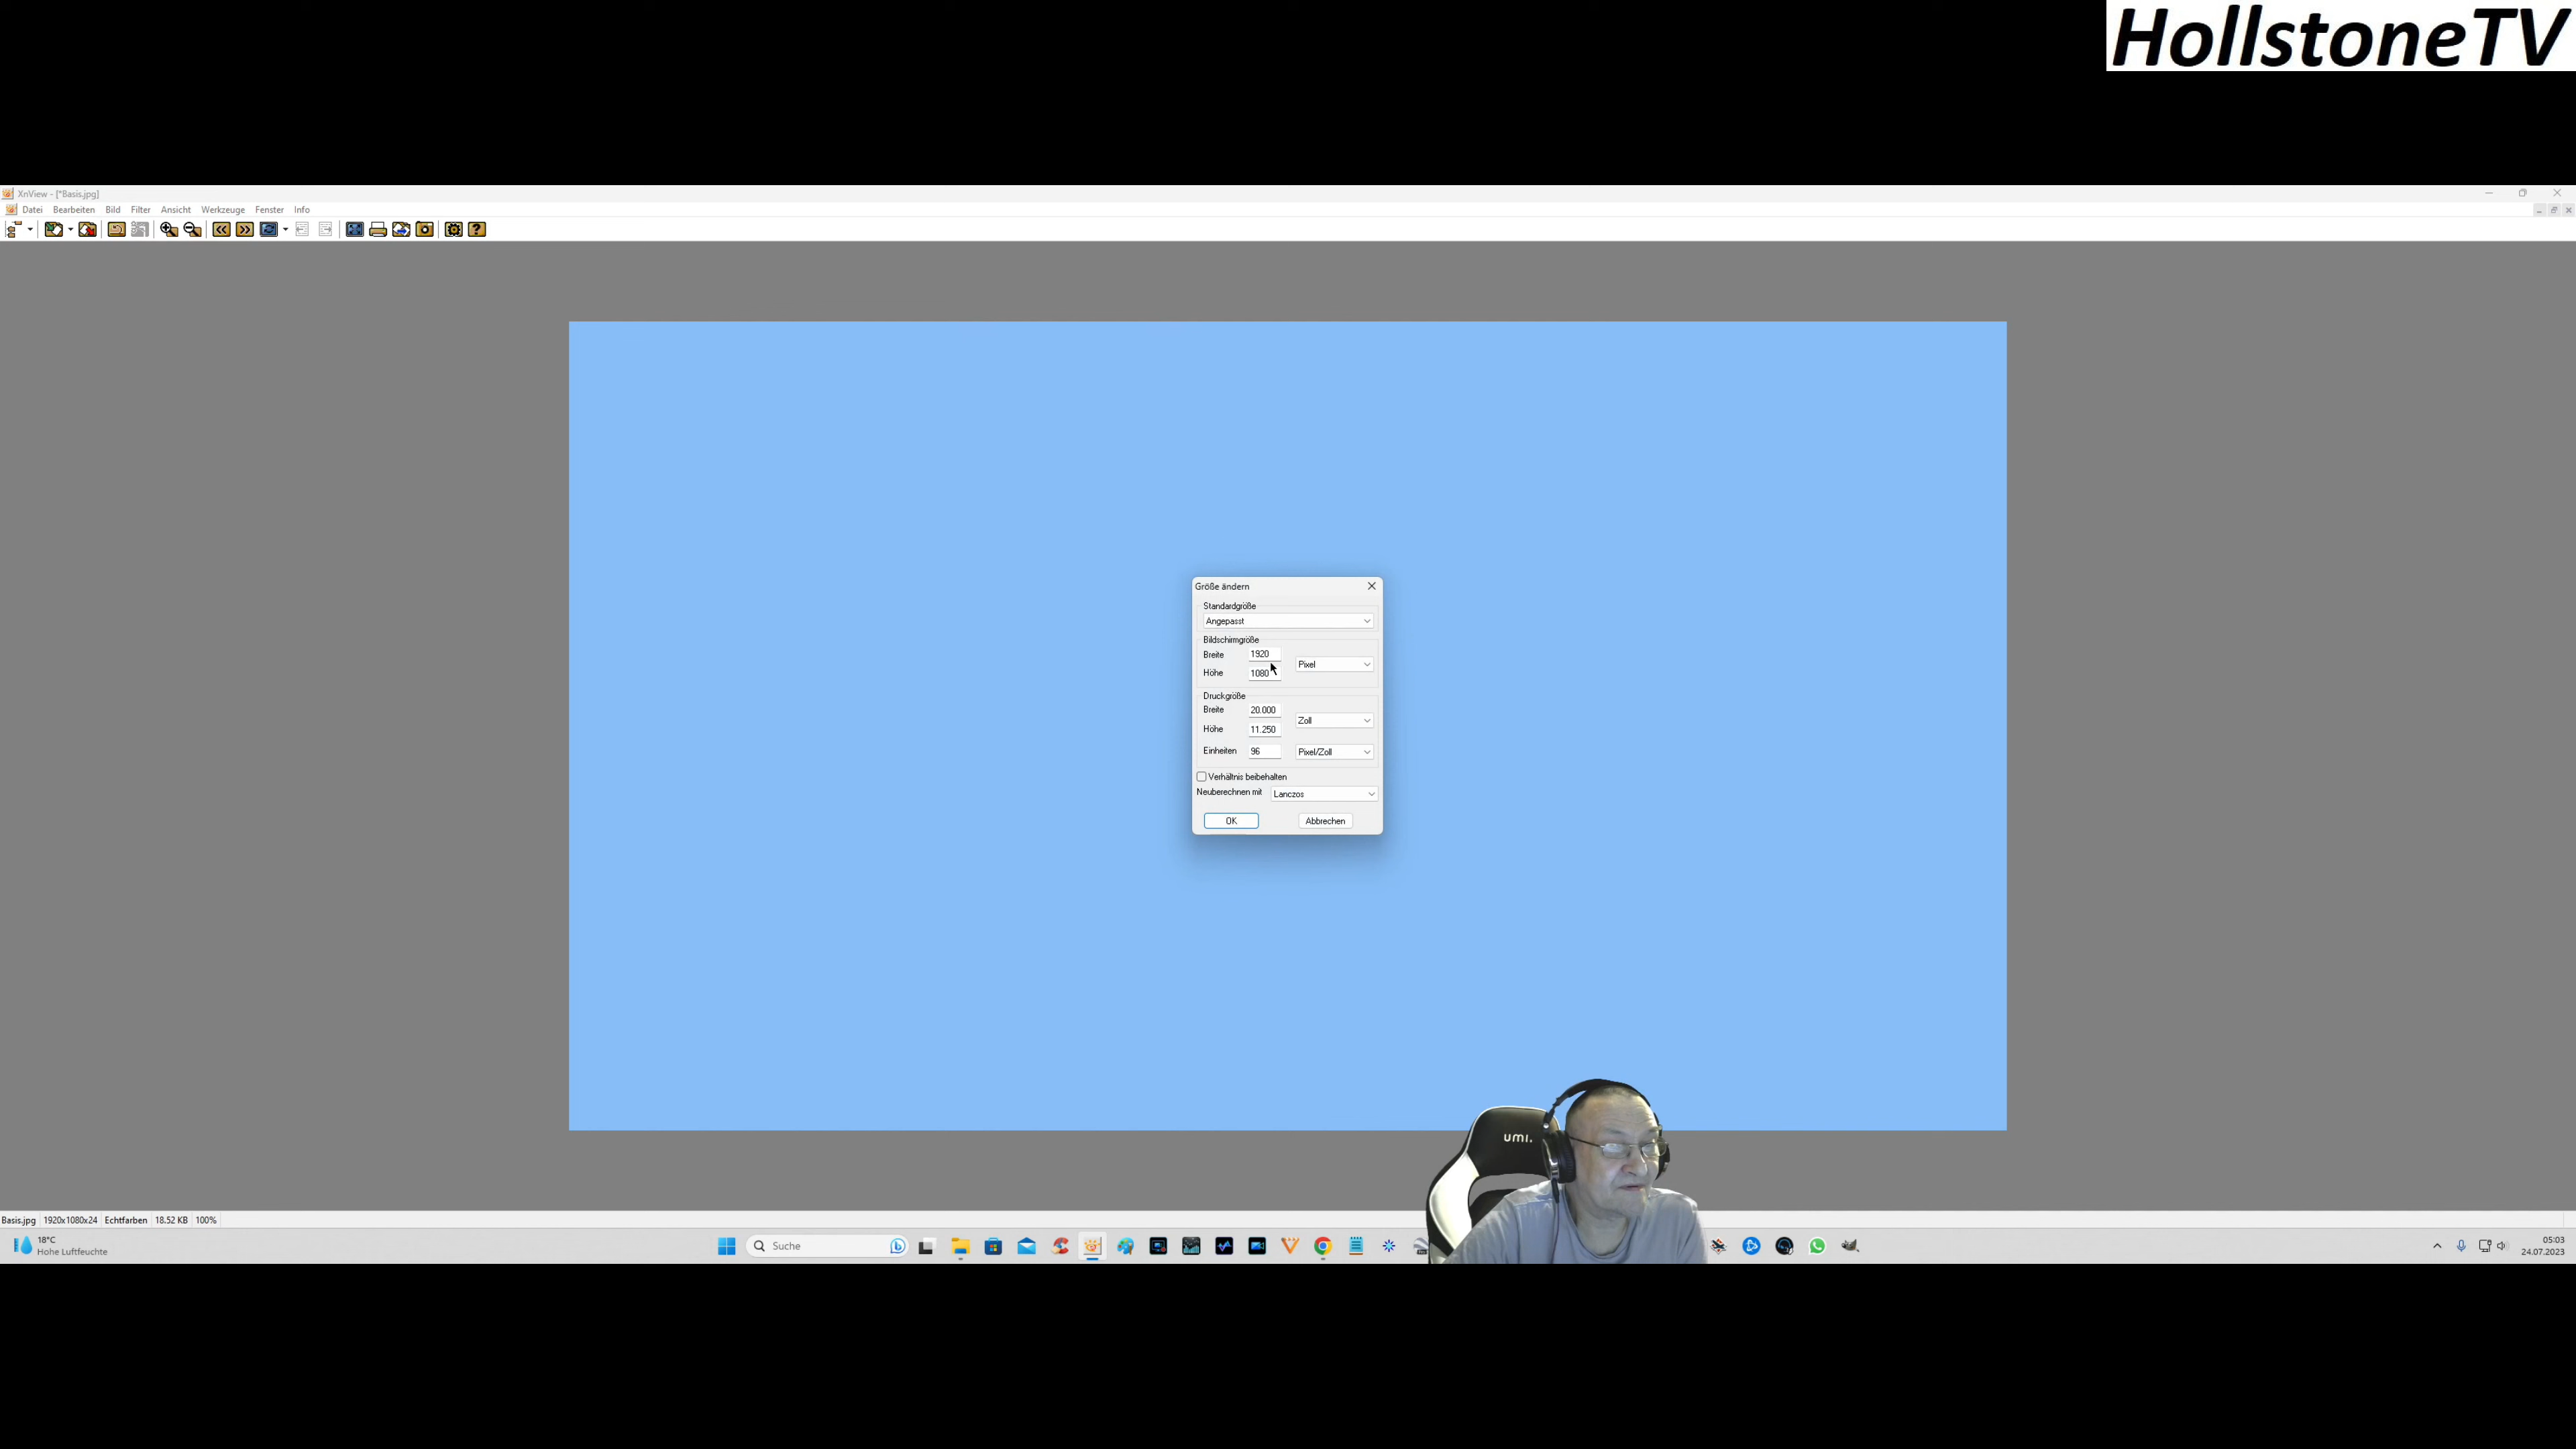 HollstoneTV
XnView - [*Basis.jpg]
Datei Bearbeiten Bild Filter Ansicht Werkzeuge Fenster Info
Größe ändern
Standardgröße
Angepasst
Bildschirmgröße
Breite 1920 Pixel
Höhe 1080
Druckgröße
Breite 20.000 Zoll
Höhe 11.250
Einheiten 96 Pixel/Zoll
Verhältnis beibehalten
Neuberechnen mit Lanczos
OK Abbrechen
umi.
Basis.jpg 1920x1080x24 Echtfarben 18.52 KB 100%
18°C
Hohe Luftfeuchte
Suche
05:03
24.07.2023